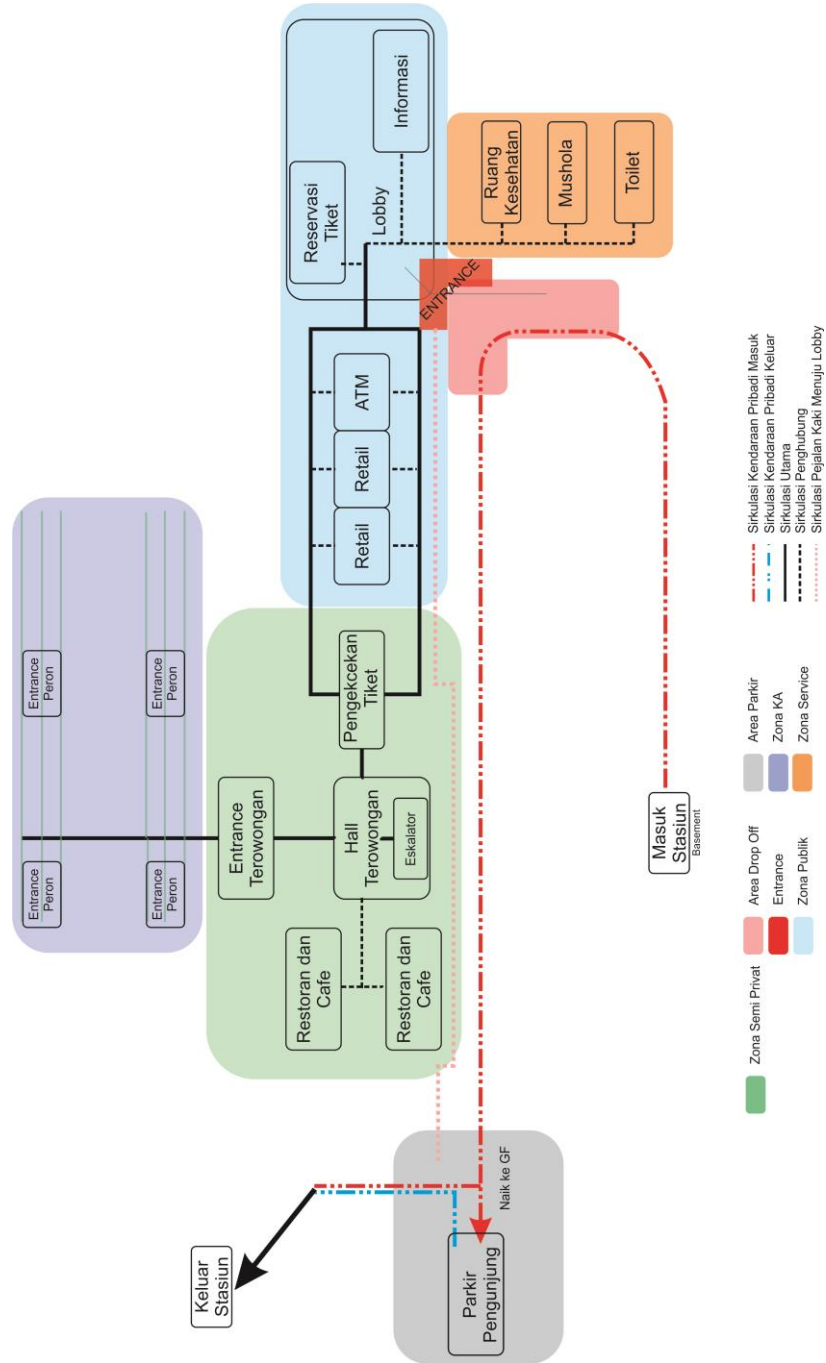 Entrance
Peron
Entrance
Peron
Entrance
Peron
Entrance
Peron
Keluar
Stasiun
Restoran dan
Cafe
Restoran dan
Cafe
Entrance
Terowongan
Hall
Terowongan
Eskalator
Pengekcekan
Tiket
Retail
Retail
ATM
Reservasi
Tiket
Lobby
Informasi
ENTRANCE
Ruang
Kesehatan
Mushola
Toilet
Parkir
Pengunjung
Naik ke GF
Masuk
Stasiun
Basement
Zona Semi Privat
Area Drop Off
Entrance
Zona Publik
Area Parkir
Zona KA
Zona Service
Sirkulasi Kendaraan Pribadi Masuk
Sirkulasi Kendaraan Pribadi Keluar
Sirkulasi Utama
Sirkulasi Penghubung
Sirkulasi Pejalan Kaki Menuju Lobby